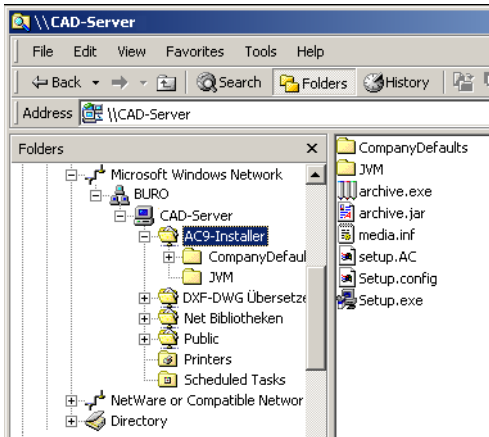 \\CAD-Server
File Edit View Favorites Tools Help
Back Search Folders History
Address \\CAD-Server
Folders
Microsoft Windows Network
BURO
CAD-Server
AC9-Installer
CompanyDefaul
JVM
DXF-DWG Übersetze
Net Bibliotheken
Public
Printers
Scheduled Tasks
NetWare or Compatible Networ
Directory
CompanyDefaults
JVM
archive.exe
archive.jar
media.inf
setup.AC
Setup.config
Setup.exe